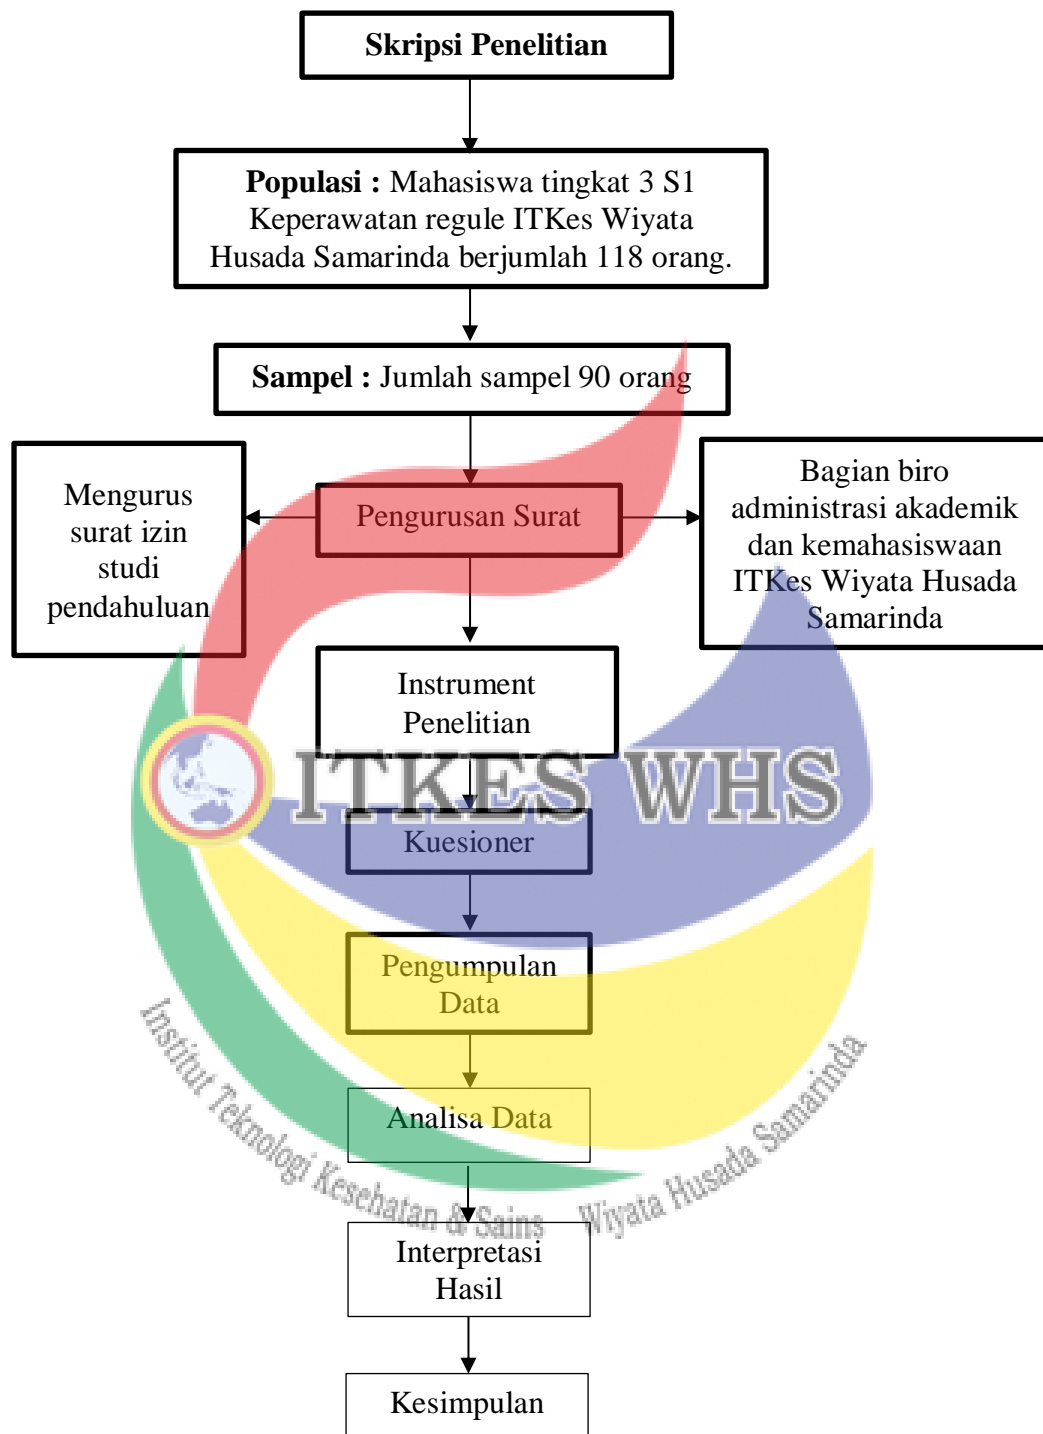 Skripsi Penelitian
Populasi : Mahasiswa tingkat 3 S1
Keperawatan regule ITKes Wiyata
Husada Samarinda berjumlah 118 orang.
Sampel : Jumlah sampel 90 orang
Mengurus
surat izin
studi
pendahuluan
Pengurusan Surat
Bagian biro
administrasi akademik
dan kemahasiswaan
ITKes Wiyata Husada
Samarinda
Instrument
Penelitian
ITKES WHS
Kuesioner
Pengumpulan
Data
Analisa Data
Institut Teknologi Kesehatan & Sains Wiyata Husada Samarinda
Interpretasi
Hasil
Kesimpulan